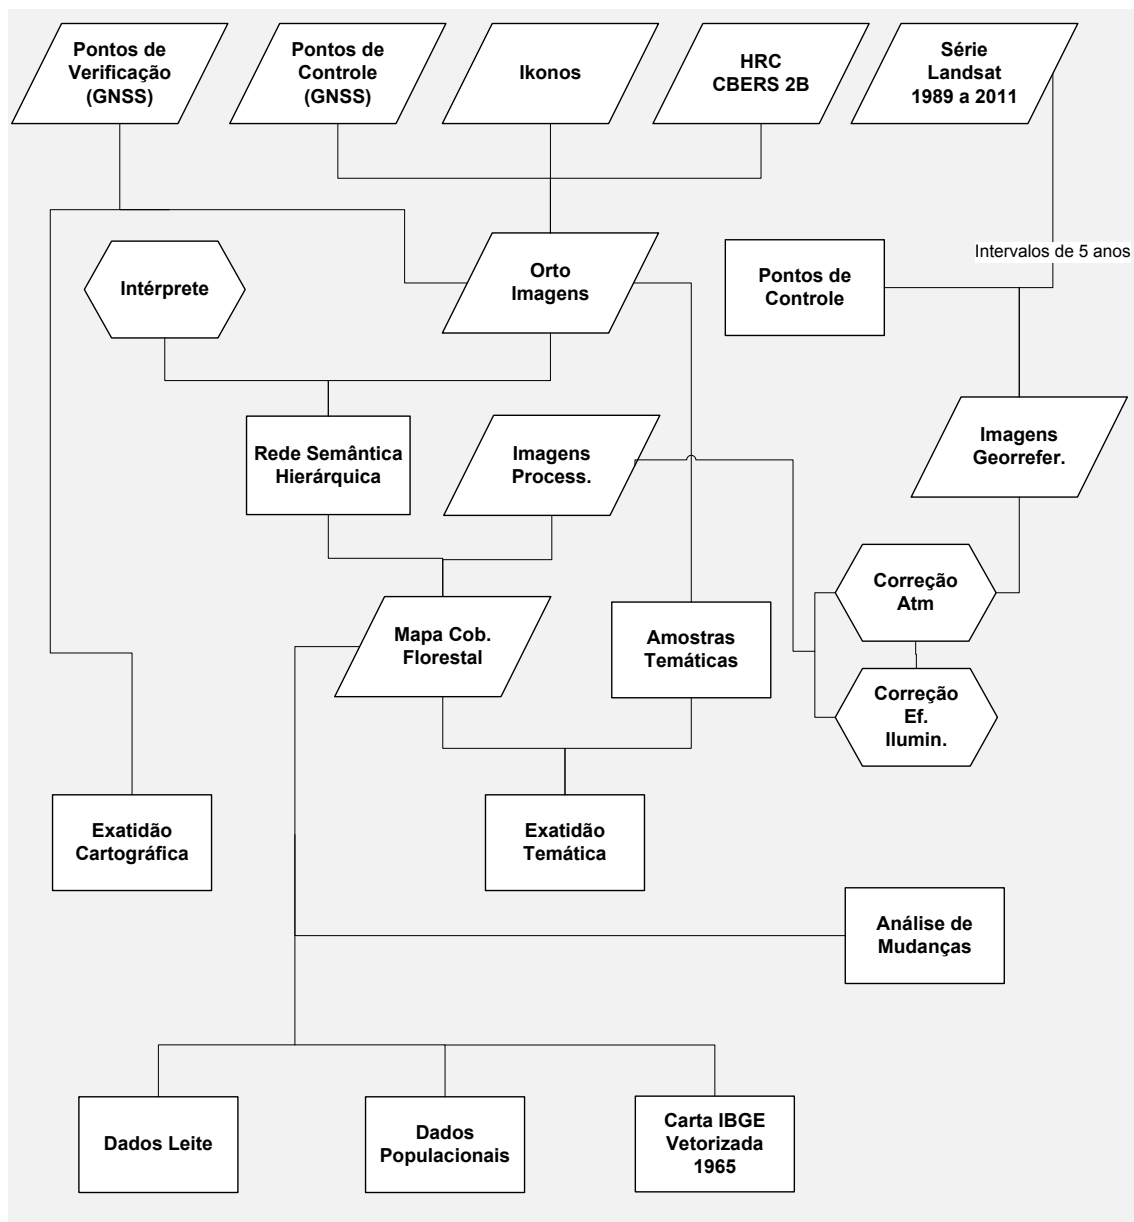 Pontos de
Verificação
(GNSS)
Pontos de
Controle
(GNSS)
Ikonos
HRC
CBERS 2B
Série
Landsat
1989 a 2011
Intervalos de 5 anos
Intérprete
Orto
Imagens
Pontos de
Controle
Rede Semântica
Hierárquica
Imagens
Process.
Imagens
Georrefer.
Correção
Atm
Mapa Cob.
Florestal
Amostras
Temáticas
Correção
Ef.
Ilumin.
Exatidão
Cartográfica
Exatidão
Temática
Análise de
Mudanças
Dados Leite
Dados
Populacionais
Carta IBGE
Vetorizada
1965